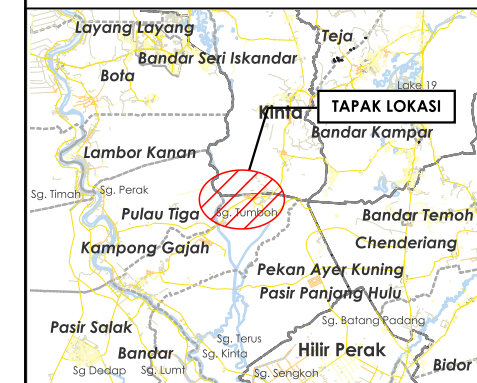 Layang Layang
Teja
Bandar Seri Iskandar
Bota
Lake 19
Kinta
TAPAK LOKASI
Bandar Kampar
Lambor Kanan
Sg. Timah
Sg. Perak
Pulau Tiga
Sg. Tumboh
Bandar Temoh
Kampong Gajah
Chenderiang
Pekan Ayer Kuning
Pasir Panjang Hulu
Pasir Salak
Sg. Batang Padang
Sg. Terus
Bandar
Sg. Kinta
Hilir Perak
Bidor
Sg Dedap
Sg. Lumt
Sg. Sengkoh